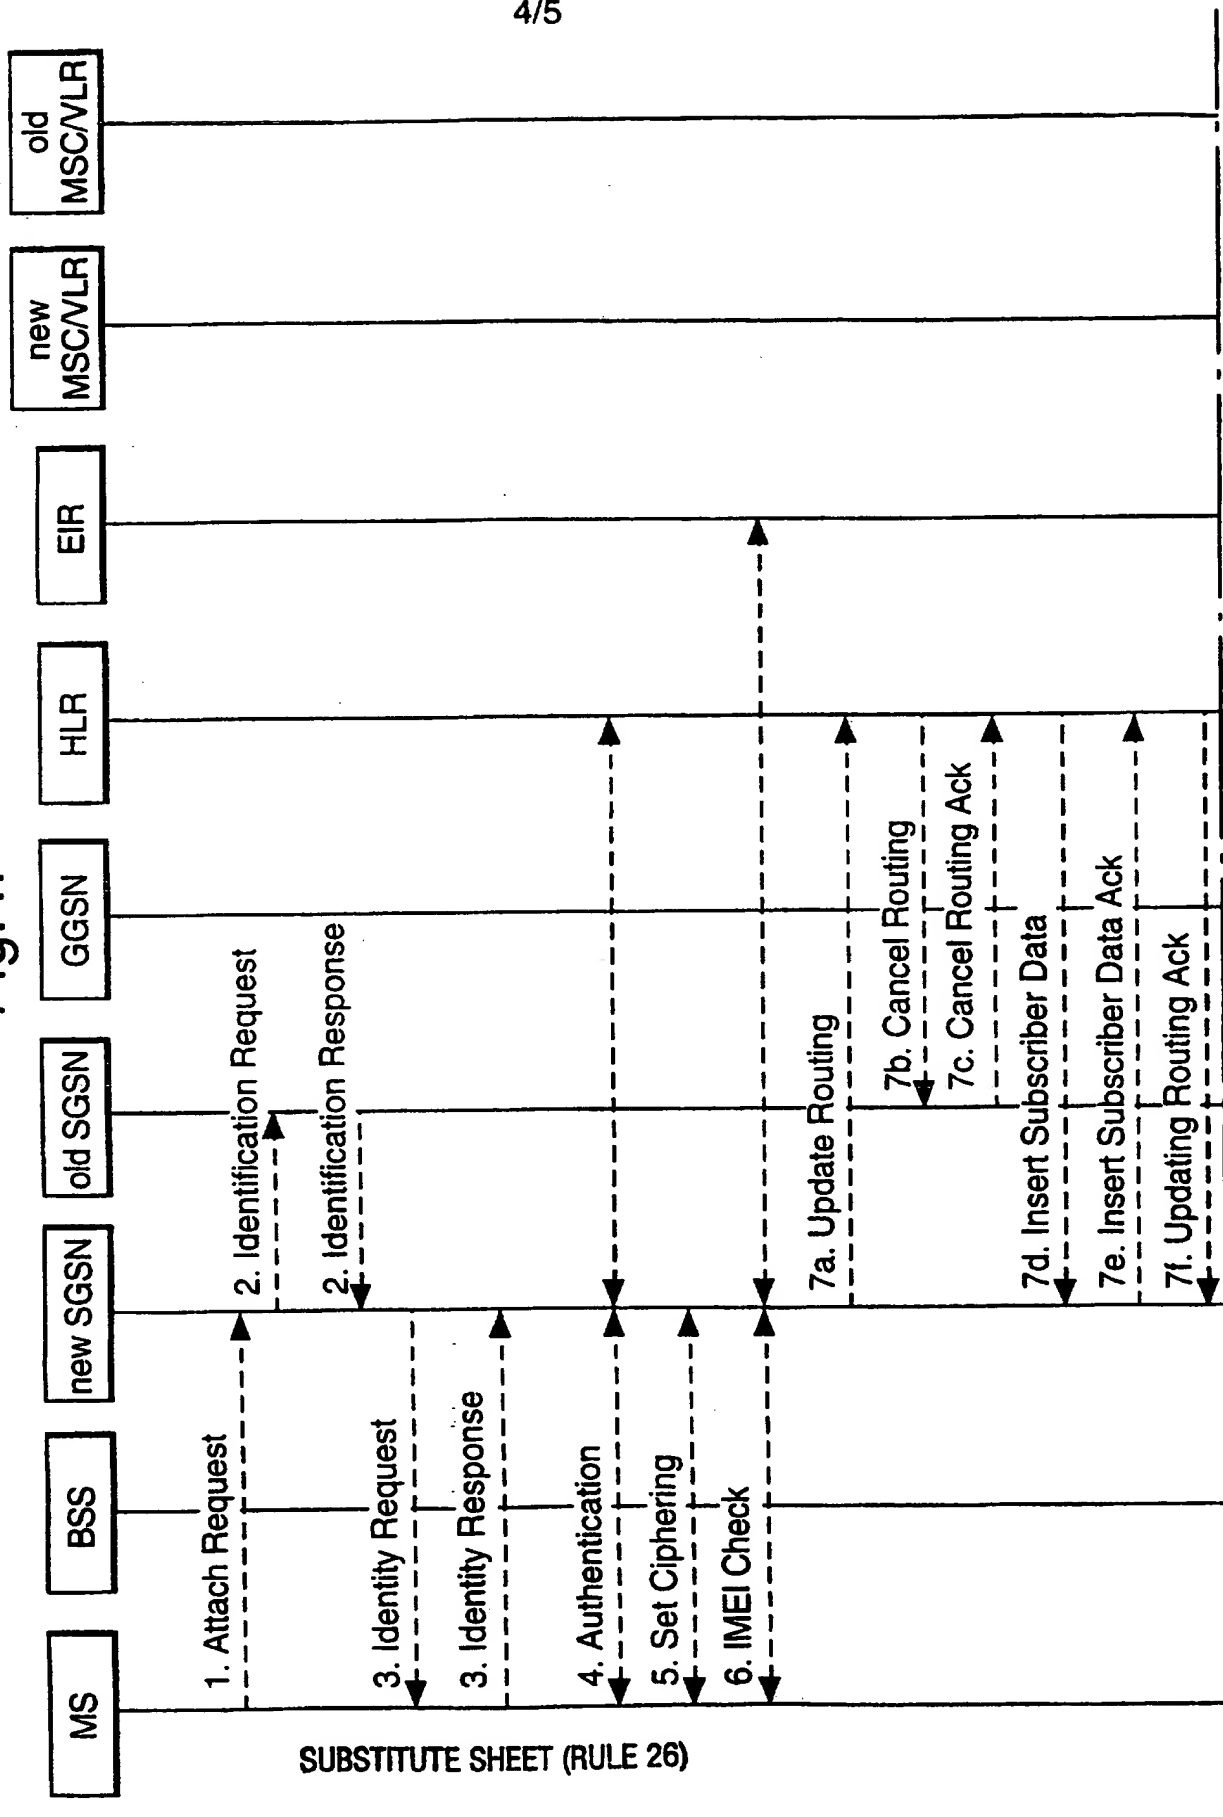 4/5
MS
BSS
new SGSN
old SGSN
GGSN
HLR
EIR
new
MSC/VLR
old
MSC/VLR
1. Attach Request
2. Identification Request
2. Identification Response
3. Identity Request
3. Identity Response
4. Authentication
5. Set Ciphering
6. IMEI Check
7a. Update Routing
7b. Cancel Routing
7c. Cancel Routing Ack
7d. Insert Subscriber Data
7e. Insert Subscriber Data Ack
7f. Updating Routing Ack
SUBSTITUTE SHEET (RULE 26)